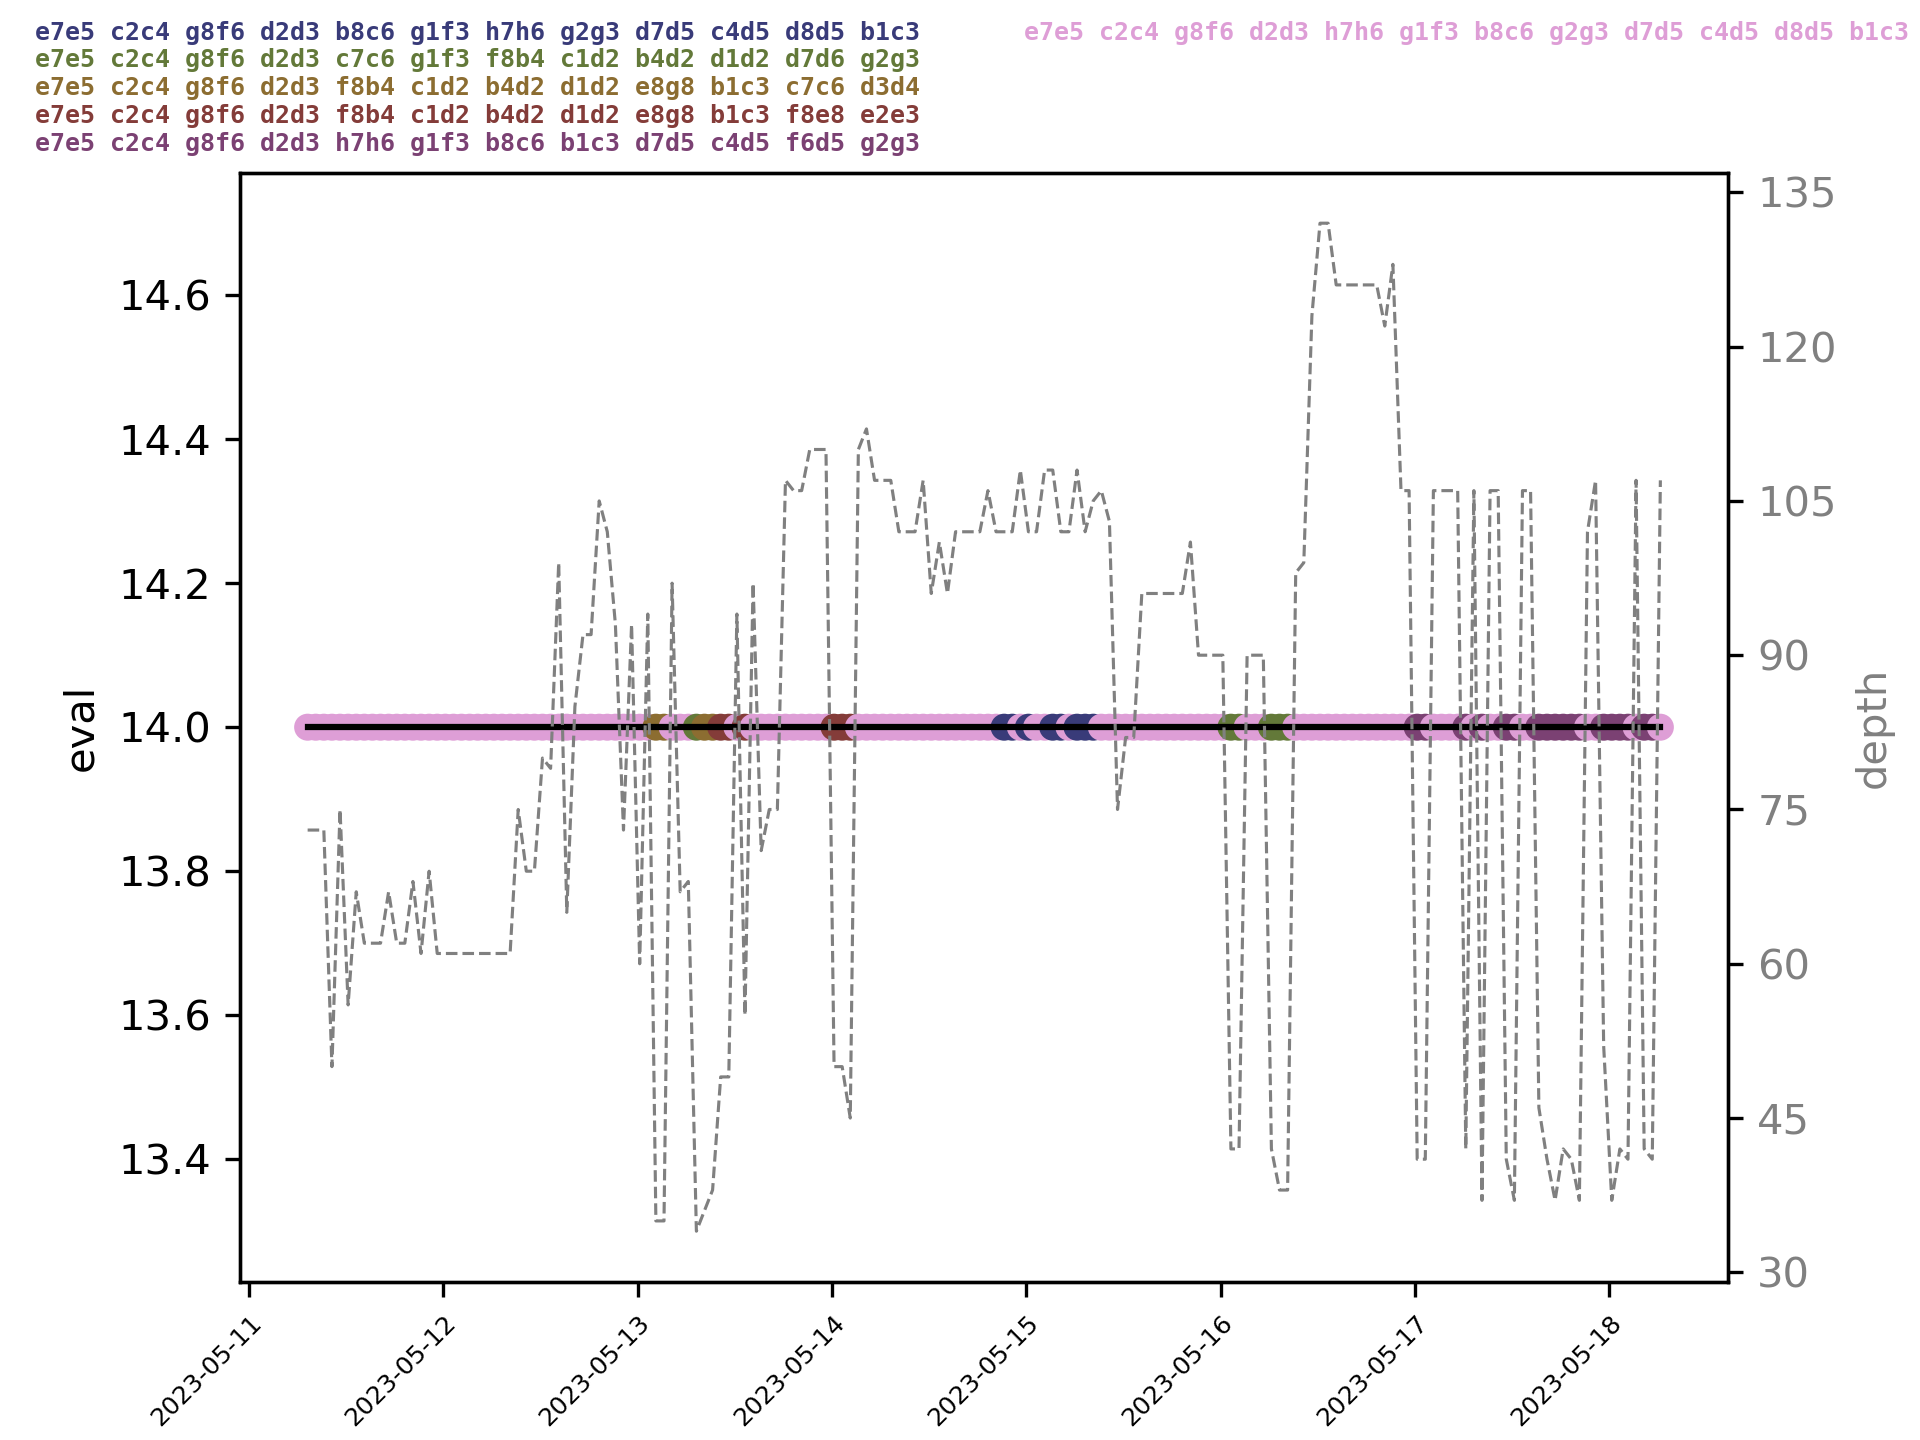 e7e5 c2c4 g8f6 d2d3 b8c6 g1f3 h7h6 g2g3 d7d5 c4d5 d8d5 b1c3
e7e5 c2c4 g8f6 d2d3 c7c6 g1f3 f8b4 c1d2 b4d2 d1d2 d7d6 g2g3
e7e5 c2c4 g8f6 d2d3 f8b4 c1d2 b4d2 d1d2 e8g8 b1c3 c7c6 d3d4
e7e5 c2c4 g8f6 d2d3 f8b4 c1d2 b4d2 d1d2 e8g8 b1c3 f8e8 e2e3
e7e5 c2c4 g8f6 d2d3 h7h6 g1f3 b8c6 b1c3 d7d5 c4d5 f6d5 g2g3
e7e5 c2c4 g8f6 d2d3 h7h6 g1f3 b8c6 g2g3 d7d5 c4d5 d8d5 b1c3
eval
14.6
14.4
14.2
14.0
13.8
13.6
13.4
135
120
105
90
75
60
45
30
depth
2023-05-11
2023-05-12
2023-05-13
2023-05-14
2023-05-15
2023-05-16
2023-05-17
2023-05-18